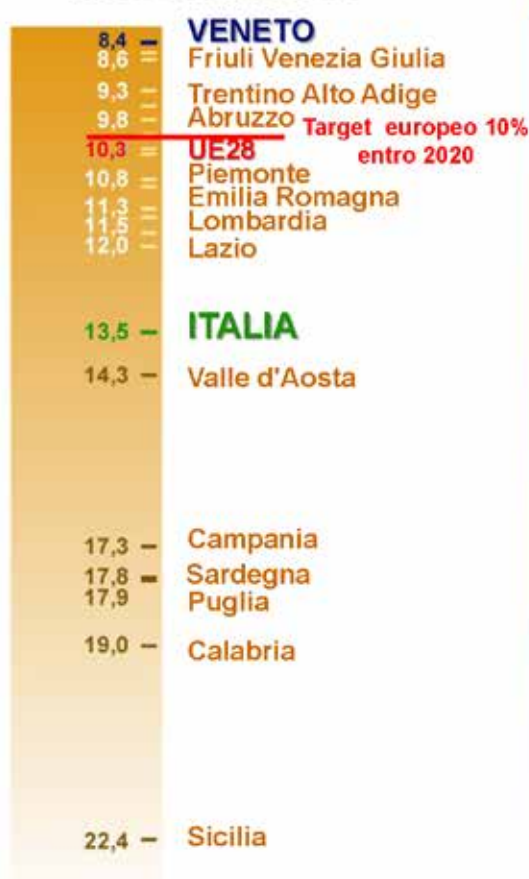 8,4 VENETO
8,6 Friuli Venezia Giulia
9,3 Trentino Alto Adige
9,8 Abruzzo
Target europeo 10%
entro 2020
10,3 UE28
10,8 Piemonte
11,3 Emilia Romagna
11,5 Lombardia
12,0 Lazio
13,5 ITALIA
14,3 Valle d'Aosta
17,3 Campania
17,8 Sardegna
17,9 Puglia
19,0 Calabria
22,4 Sicilia